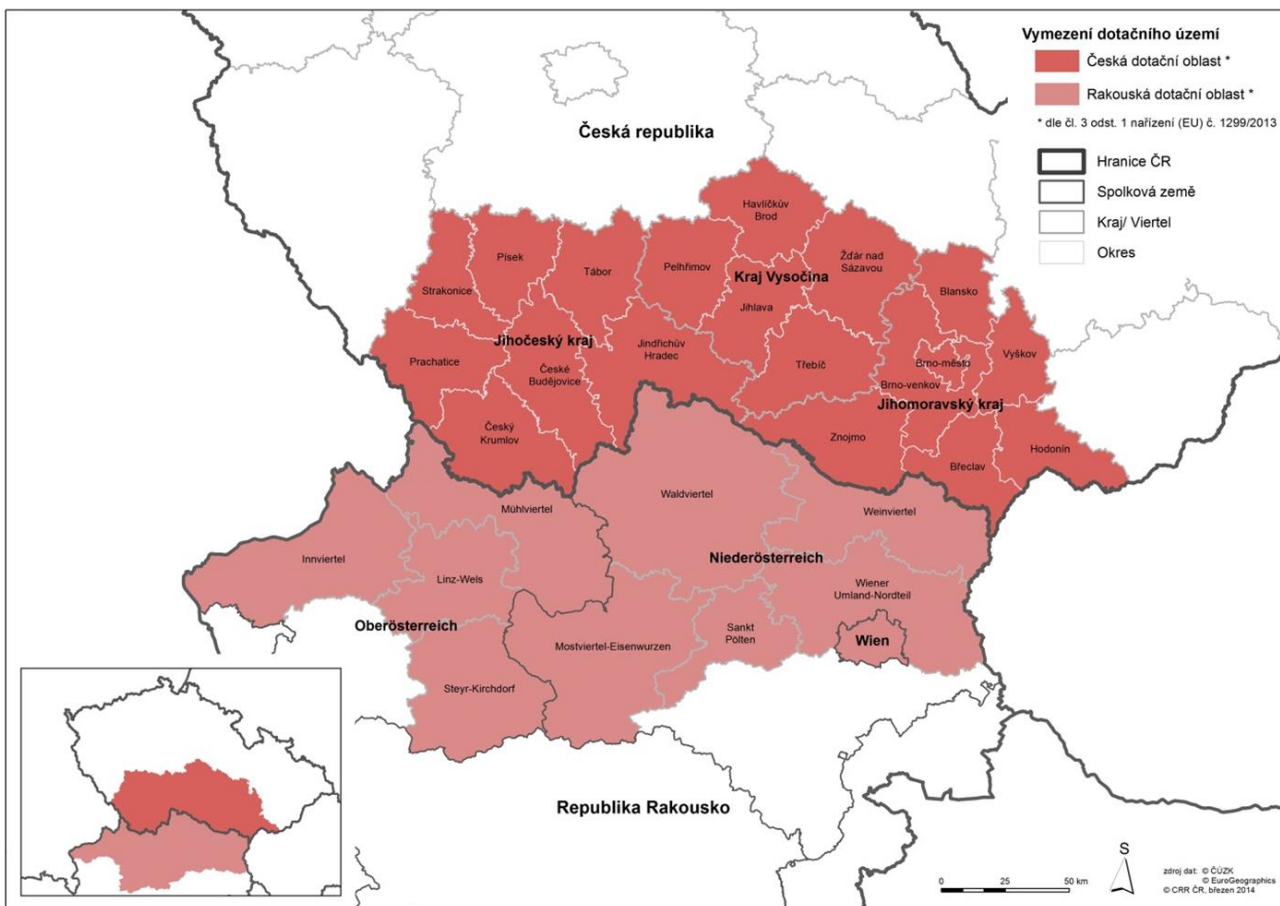 Vymezení dotačního území
Česká dotační oblast *
Rakouská dotační oblast *
* dle čl. 3 odst. 1 nařízení (EU) č. 1299/2013
Hranice ČR
Spolková země
Kraj/ Viertel
Okres
Česká republika
Havlíčkův
Brod
Písek
Tábor
Pelhřimov
Kraj Vysočina
Žďár nad
Sázavou
Strakonice
Jihlava
Blansko
Prachatice
Jihočeský kraj
České
Budějovice
Jindřichův
Hradec
Třebíč
Brno-město
Vyškov
Brno-venkov
Jihomoravský kraj
Český
Krumlov
Znojmo
Břeclav
Hodonín
Waldviertel
Mühlviertel
Weinviertel
Innviertel
Linz-Wels
Niederösterreich
Wiener
Umland-Nordteil
Oberösterreich
Mostviertel-Eisenwurzen
Sankt
Pölten
Wien
Steyr-Kirchdorf
Republika Rakousko
S
0 25 50 km
zdroj dat: © ČÚZK
© EuroGeographics
© CRR ČR, březen 2014